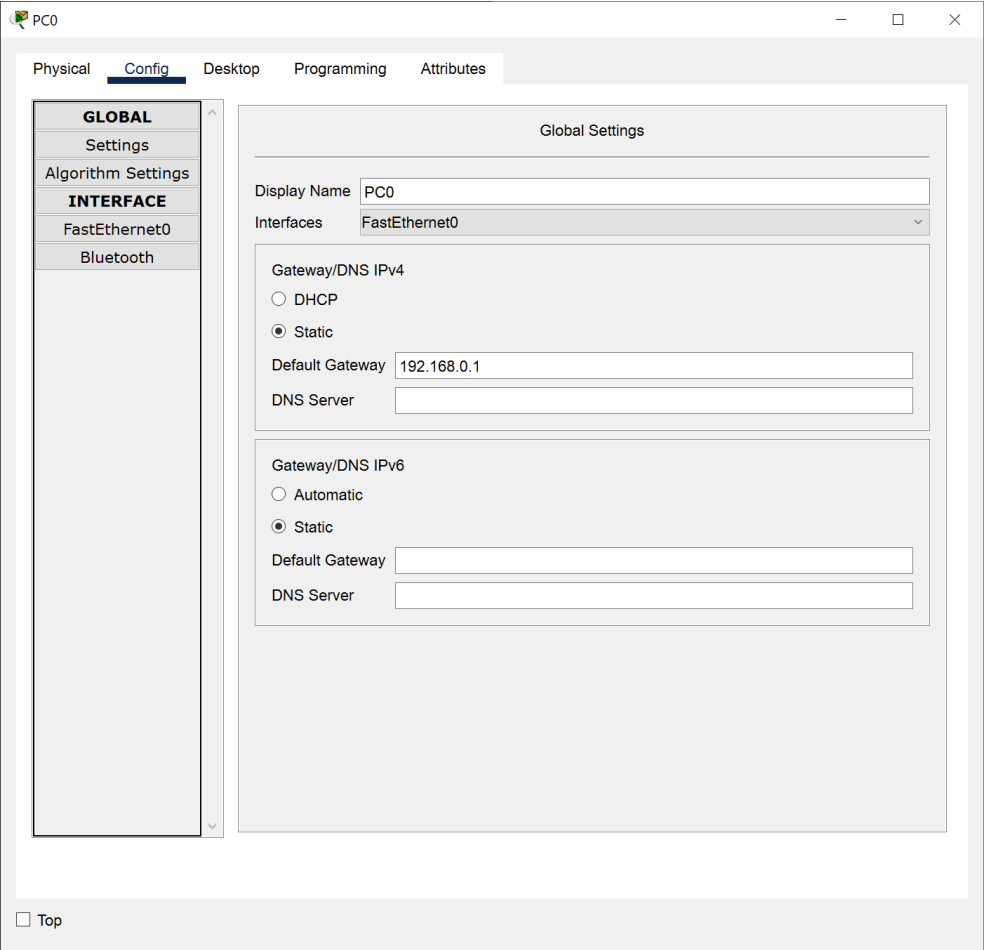 PC0
Physical Config Desktop Programming Attributes
GLOBAL
Settings
Algorithm Settings
INTERFACE
FastEthernet0
Bluetooth
Global Settings
Display Name PC0
Interfaces FastEthernet0
Gateway/DNS IPv4
DHCP
Static
Default Gateway 192.168.0.1
DNS Server
Gateway/DNS IPv6
Automatic
Static
Default Gateway
DNS Server
Top